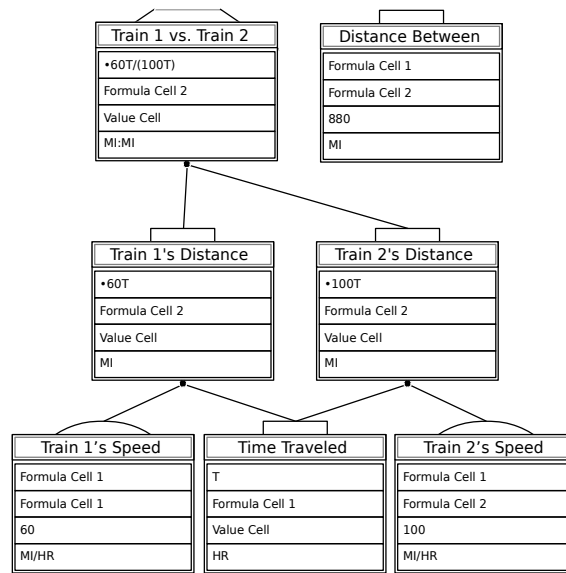 Train 1 vs. Train 2
•60T/(100T)
Formula Cell 2
Value Cell
MI:MI
Distance Between
Formula Cell 1
Formula Cell 2
880
MI
Train 1's Distance
•60T
Formula Cell 2
Value Cell
MI
Train 2's Distance
•100T
Formula Cell 2
Value Cell
MI
Train 1’s Speed
Formula Cell 1
Formula Cell 1
60
MI/HR
Time Traveled
T
Formula Cell 1
Value Cell
HR
Train 2’s Speed
Formula Cell 1
Formula Cell 2
100
MI/HR